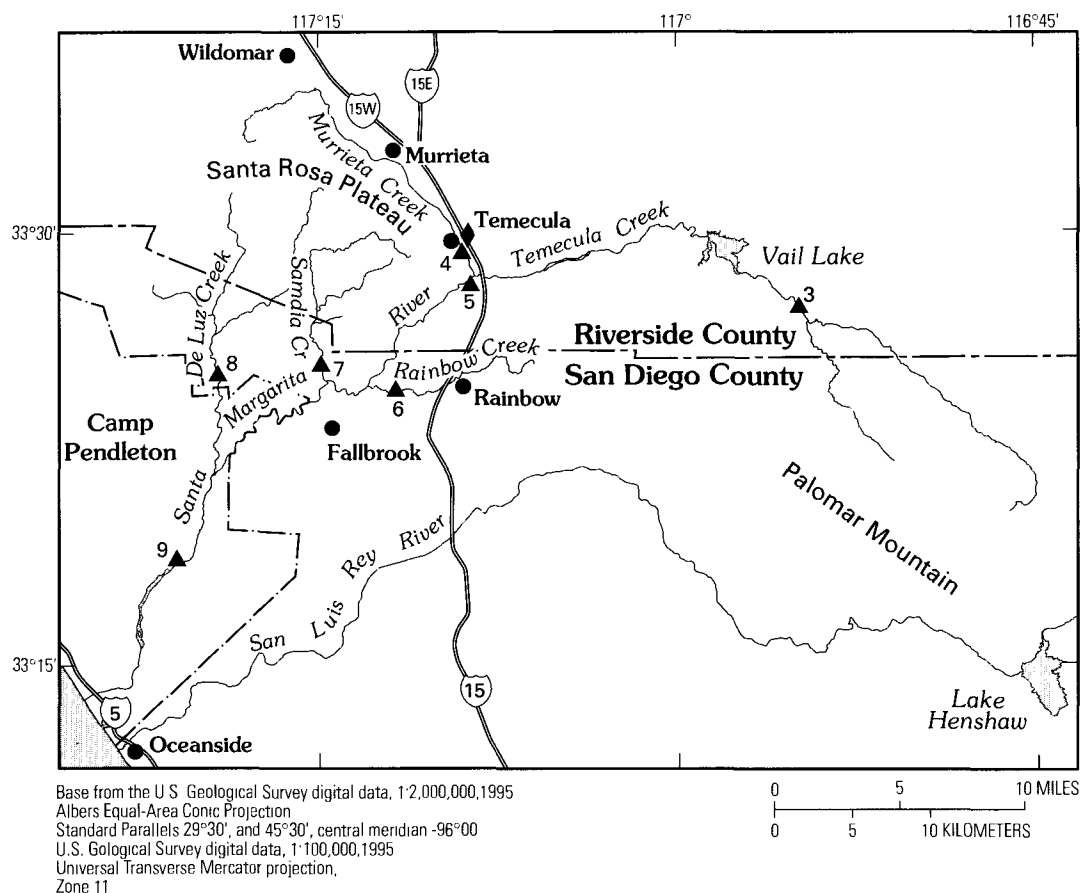 117°15'
117°
116°45'
Wildomar
15E
15W
Murrieta
Murrieta Creek
Santa Rosa Plateau
33°30'
Temecula
4
Temecula Creek
Vail Lake
5
3
De Luz Creek
Samdia Cr
River
Riverside County
San Diego County
8
7
Rainbow Creek
Margarita
6
Rainbow
Camp
Pendleton
Fallbrook
Santa
Palomar Mountain
9
San Luis Rey River
33°15'
15
5
Lake
Henshaw
Oceanside
Base from the U S Geological Survey digital data, 1:2,000,000,1995
Albers Equal-Area Conic Projection
Standard Parallels 29°30', and 45°30', central meridian -96°00
U.S. Gological Survey digital data, 1:100,000,1995
Universal Transverse Mercator projection,
Zone 11
0 5 10 MILES
0 5 10 KILOMETERS